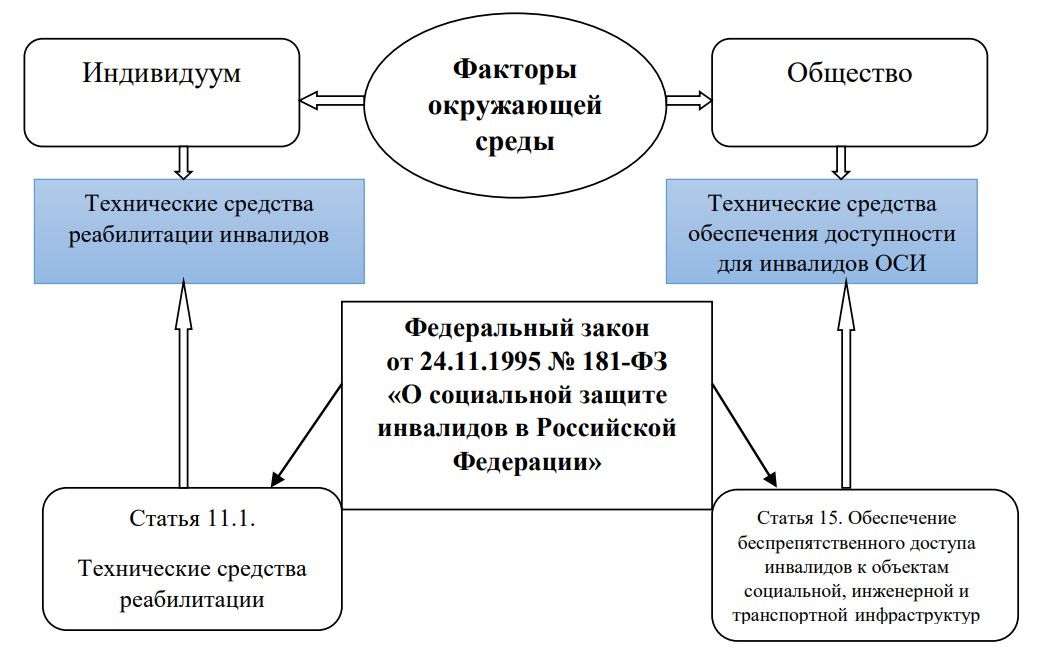 Индивидуум
Факторы
окружающей
среды
Общество
Технические средства
реабилитации инвалидов
Технические средства
обеспечения доступности
для инвалидов ОСИ
Федеральный закон
от 24.11.1995 № 181-ФЗ
«О социальной защите
инвалидов в Российской
Федерации»
Статья 11.1.
Технические средства
реабилитации
Статья 15. Обеспечение
беспрепятственного доступа
инвалидов к объектам
социальной, инженерной и
транспортной инфраструктур